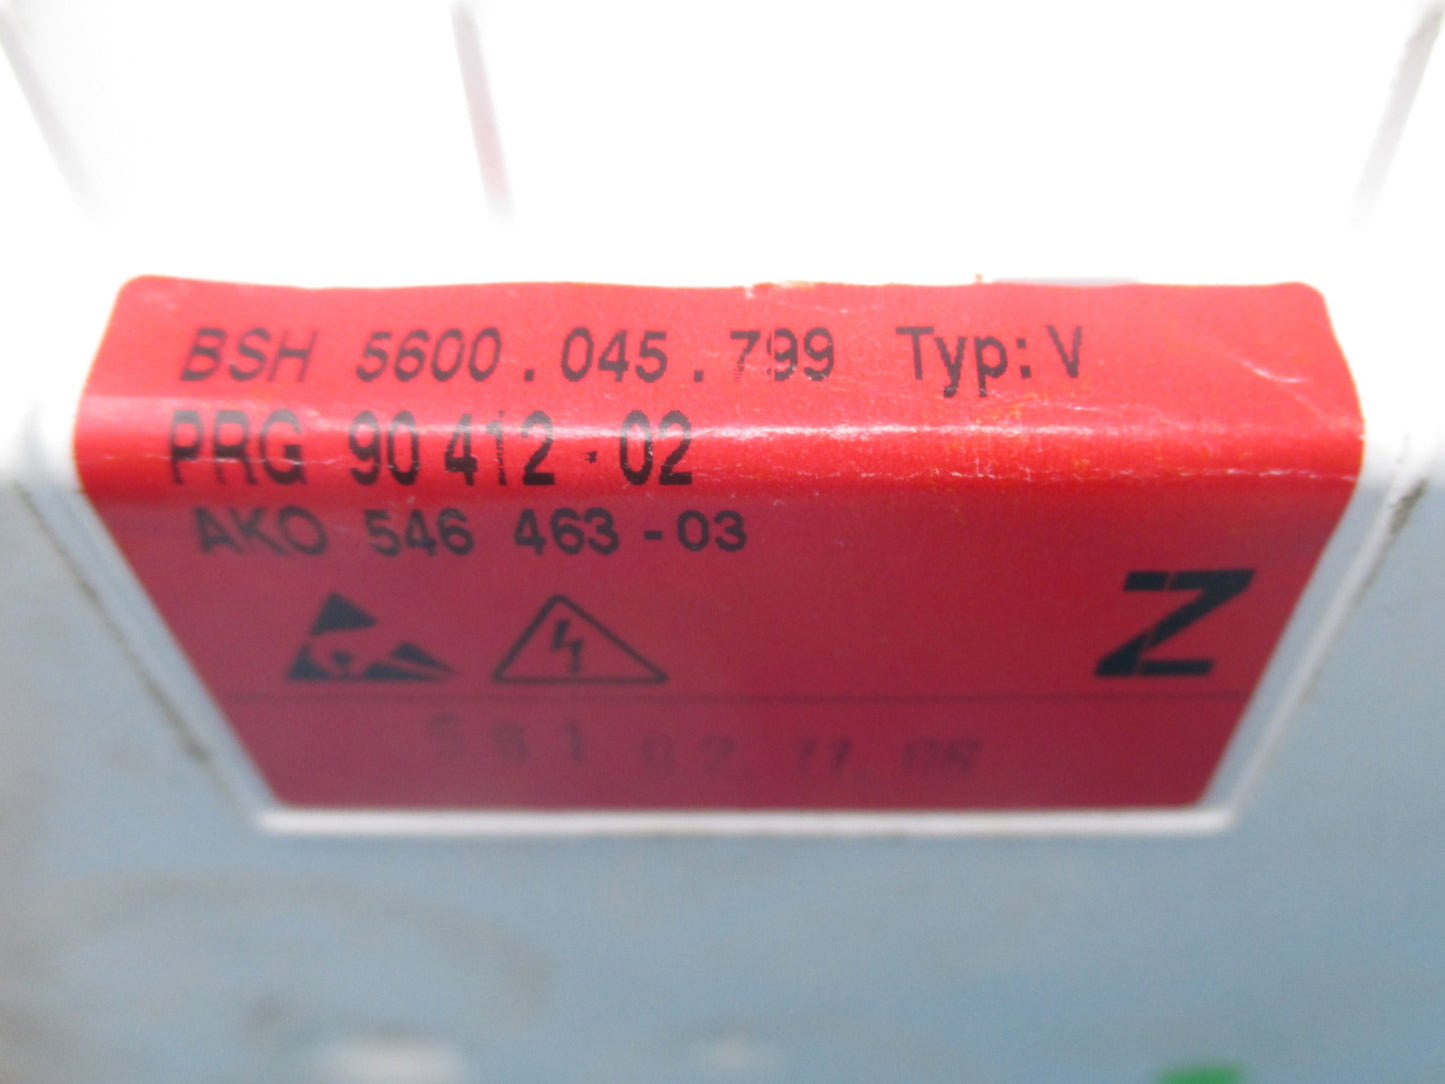 BSH 5600.045.799 Typ: V
PRG 90 412-02
AKO 546 463-03
Z